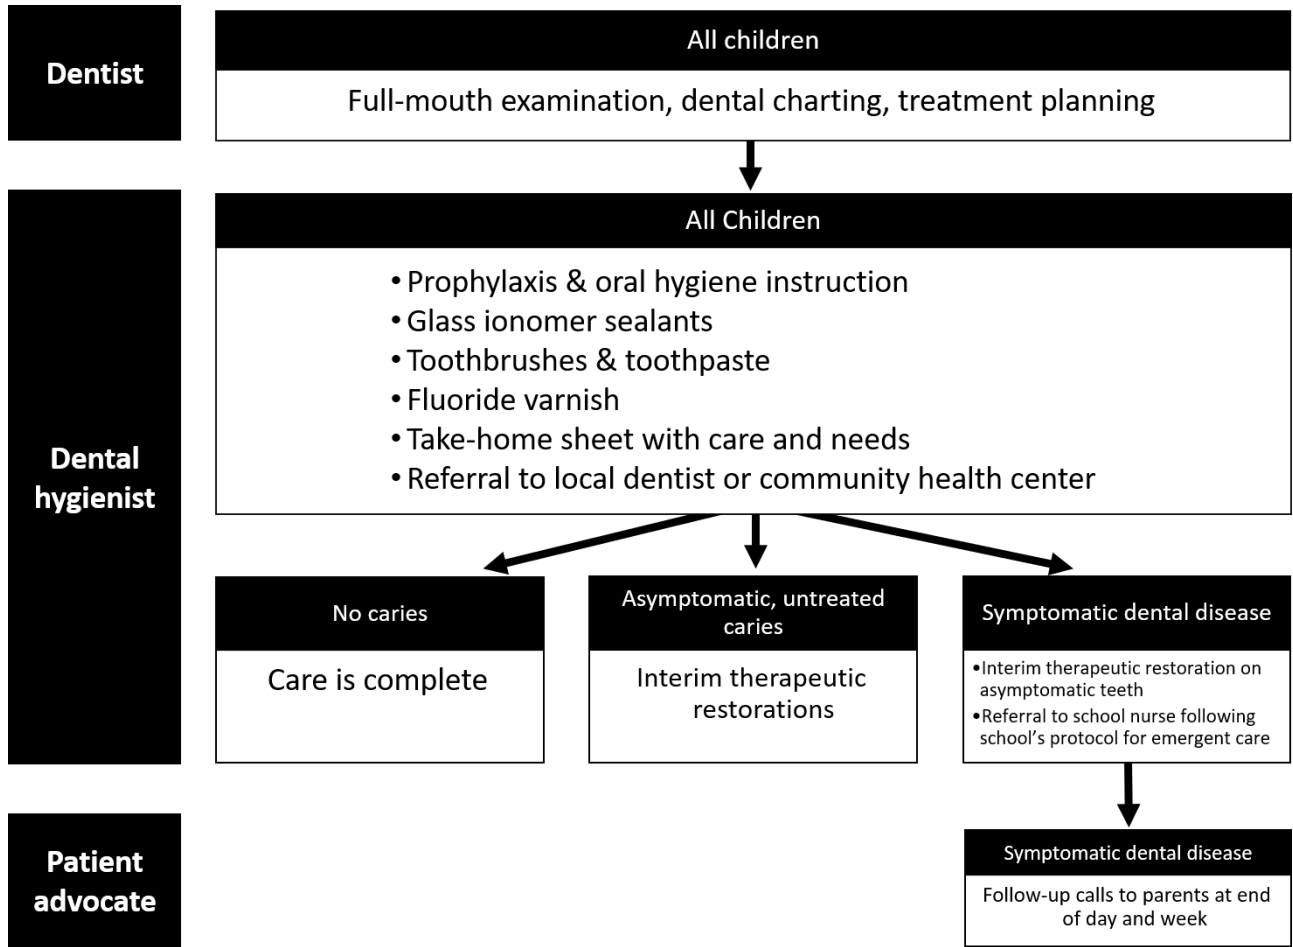 Dentist
All children
Full-mouth examination, dental charting, treatment planning
Dental
hygienist
All Children
•Prophylaxis & oral hygiene instruction
•Glass ionomer sealants
•Toothbrushes & toothpaste
•Fluoride varnish
•Take-home sheet with care and needs
•Referral to local dentist or community health center
No caries
Care is complete
Asymptomatic, untreated
caries
Interim therapeutic
restorations
Symptomatic dental disease
•Interim therapeutic restoration on
asymptomatic teeth
•Referral to school nurse following
school’s protocol for emergent care
Patient
advocate
Symptomatic dental disease
Follow-up calls to parents at end
of day and week